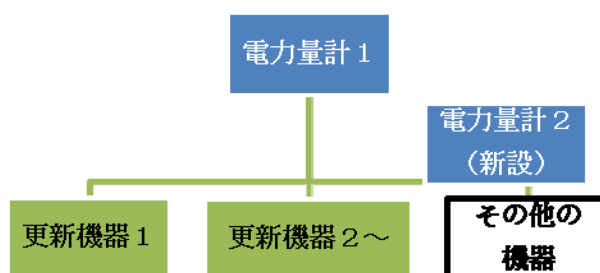 電力量計１
電力量計２
（新設）
更新機器１
更新機器２～
その他の
機器